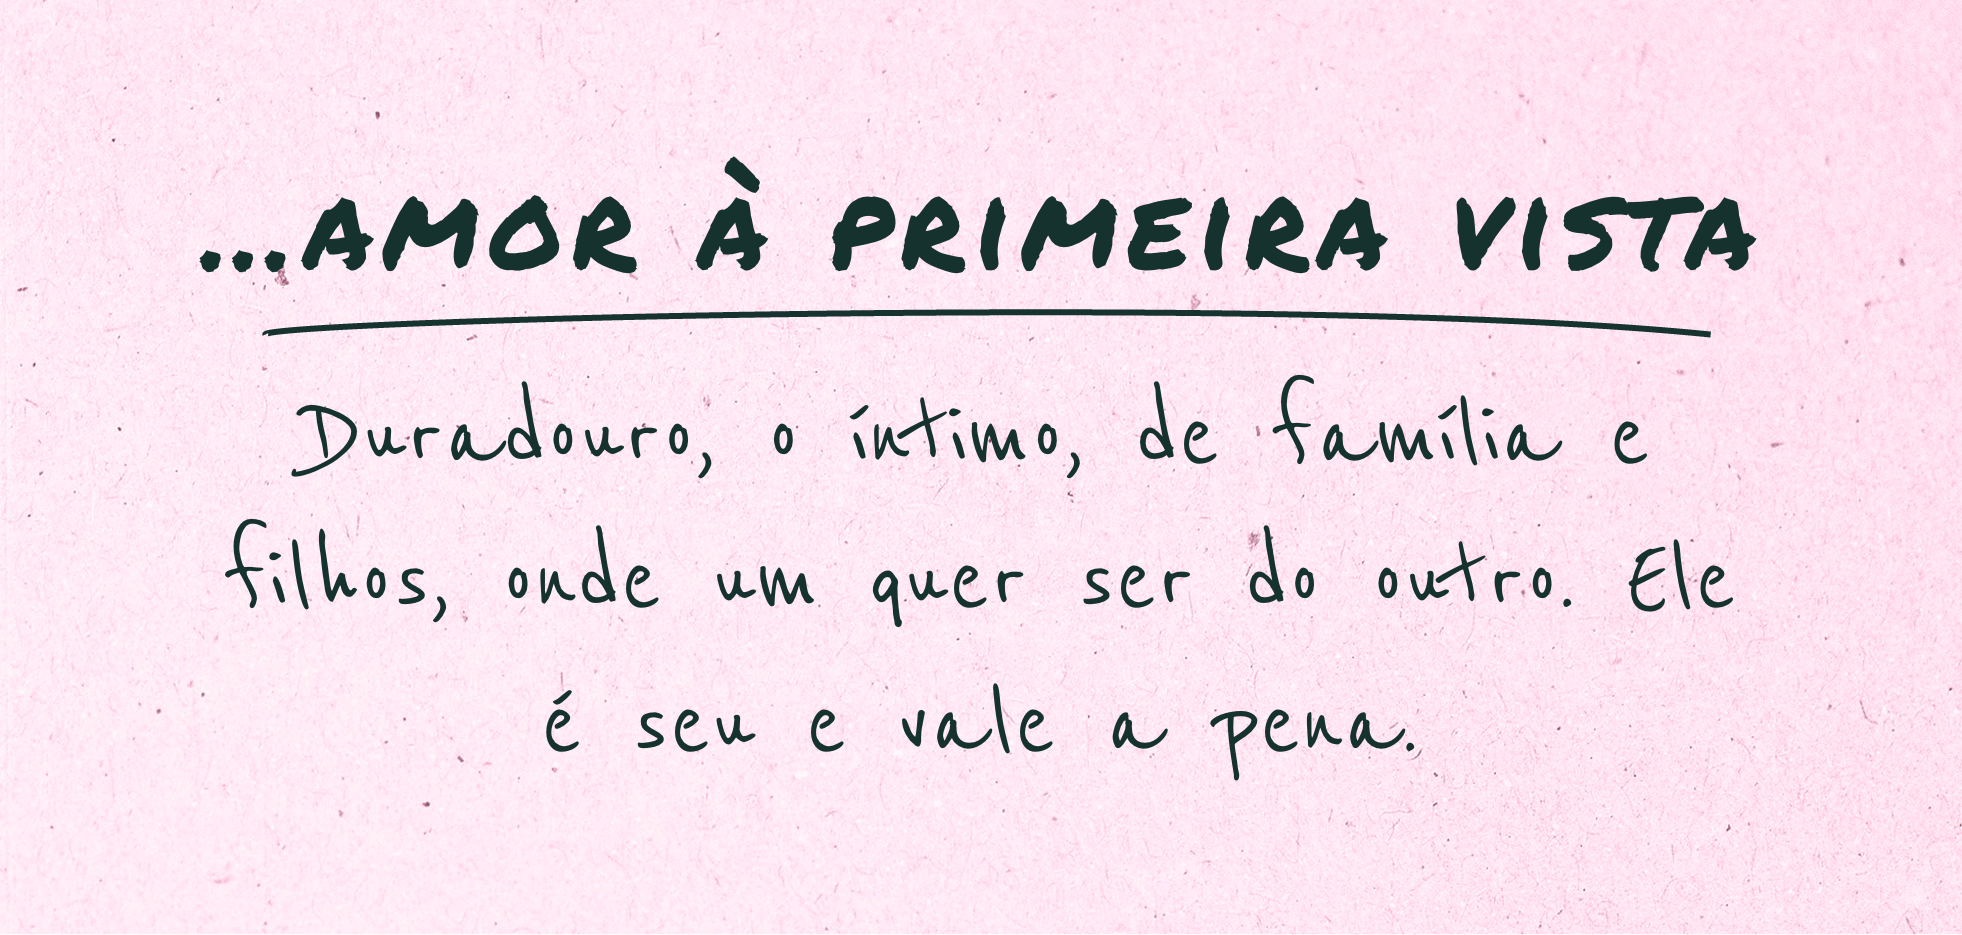 ...AMOR À PRIMEIRA VISTA
Duradouro, o íntimo, de família e
filhos, onde um quer ser do outro. Ele
é seu e vale a pena.